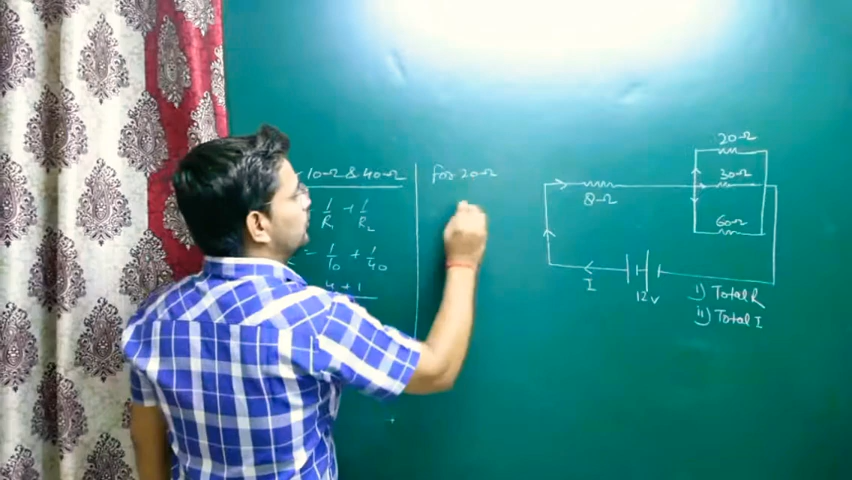 10Ω & 40Ω
1/R₁ + 1/R₂
= 1/10 + 1/40
4 + 1
For 20Ω
8Ω
20Ω
30Ω
60Ω
I
12V
i) Total R
ii) Total I